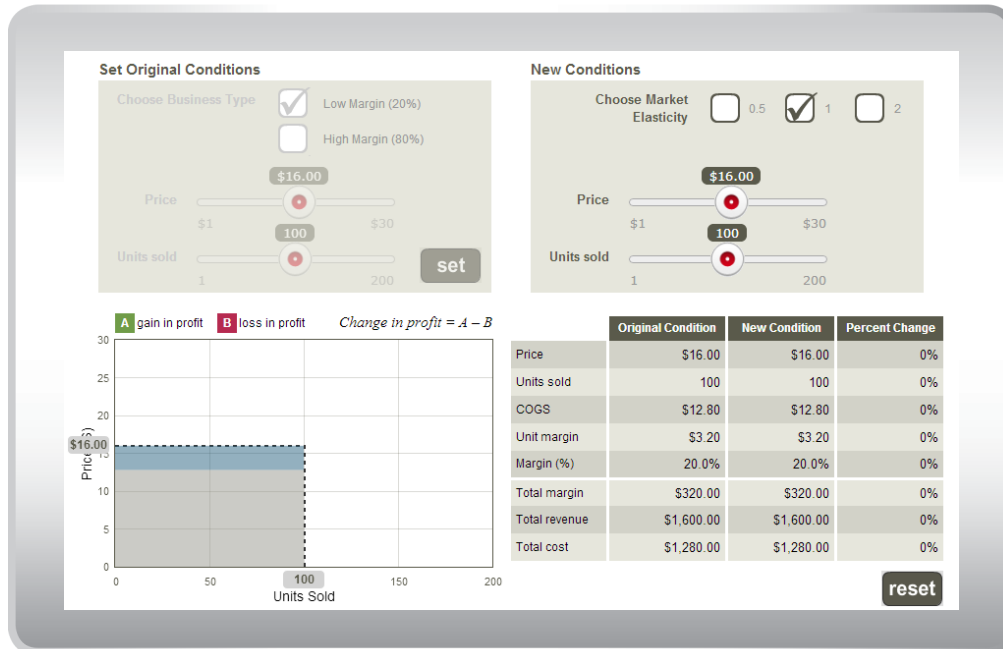 Set Original Conditions
Choose Business Type
Low Margin (20%)
High Margin (80%)
$16.00
Price
$1
$30
100
Units sold
1
200
set
New Conditions
Choose Market
Elasticity
0.5
1
2
$16.00
Price
$1
$30
100
Units sold
1
200
A gain in profit B loss in profit Change in profit = A – B
30
25
20
$16.00
15
10
5
0
Price ($)
0 50 100 150 200
Units Sold
Original Condition New Condition Percent Change
Price $16.00 $16.00 0%
Units sold 100 100 0%
COGS $12.80 $12.80 0%
Unit margin $3.20 $3.20 0%
Margin (%) 20.0% 20.0% 0%
Total margin $320.00 $320.00 0%
Total revenue $1,600.00 $1,600.00 0%
Total cost $1,280.00 $1,280.00 0%
reset